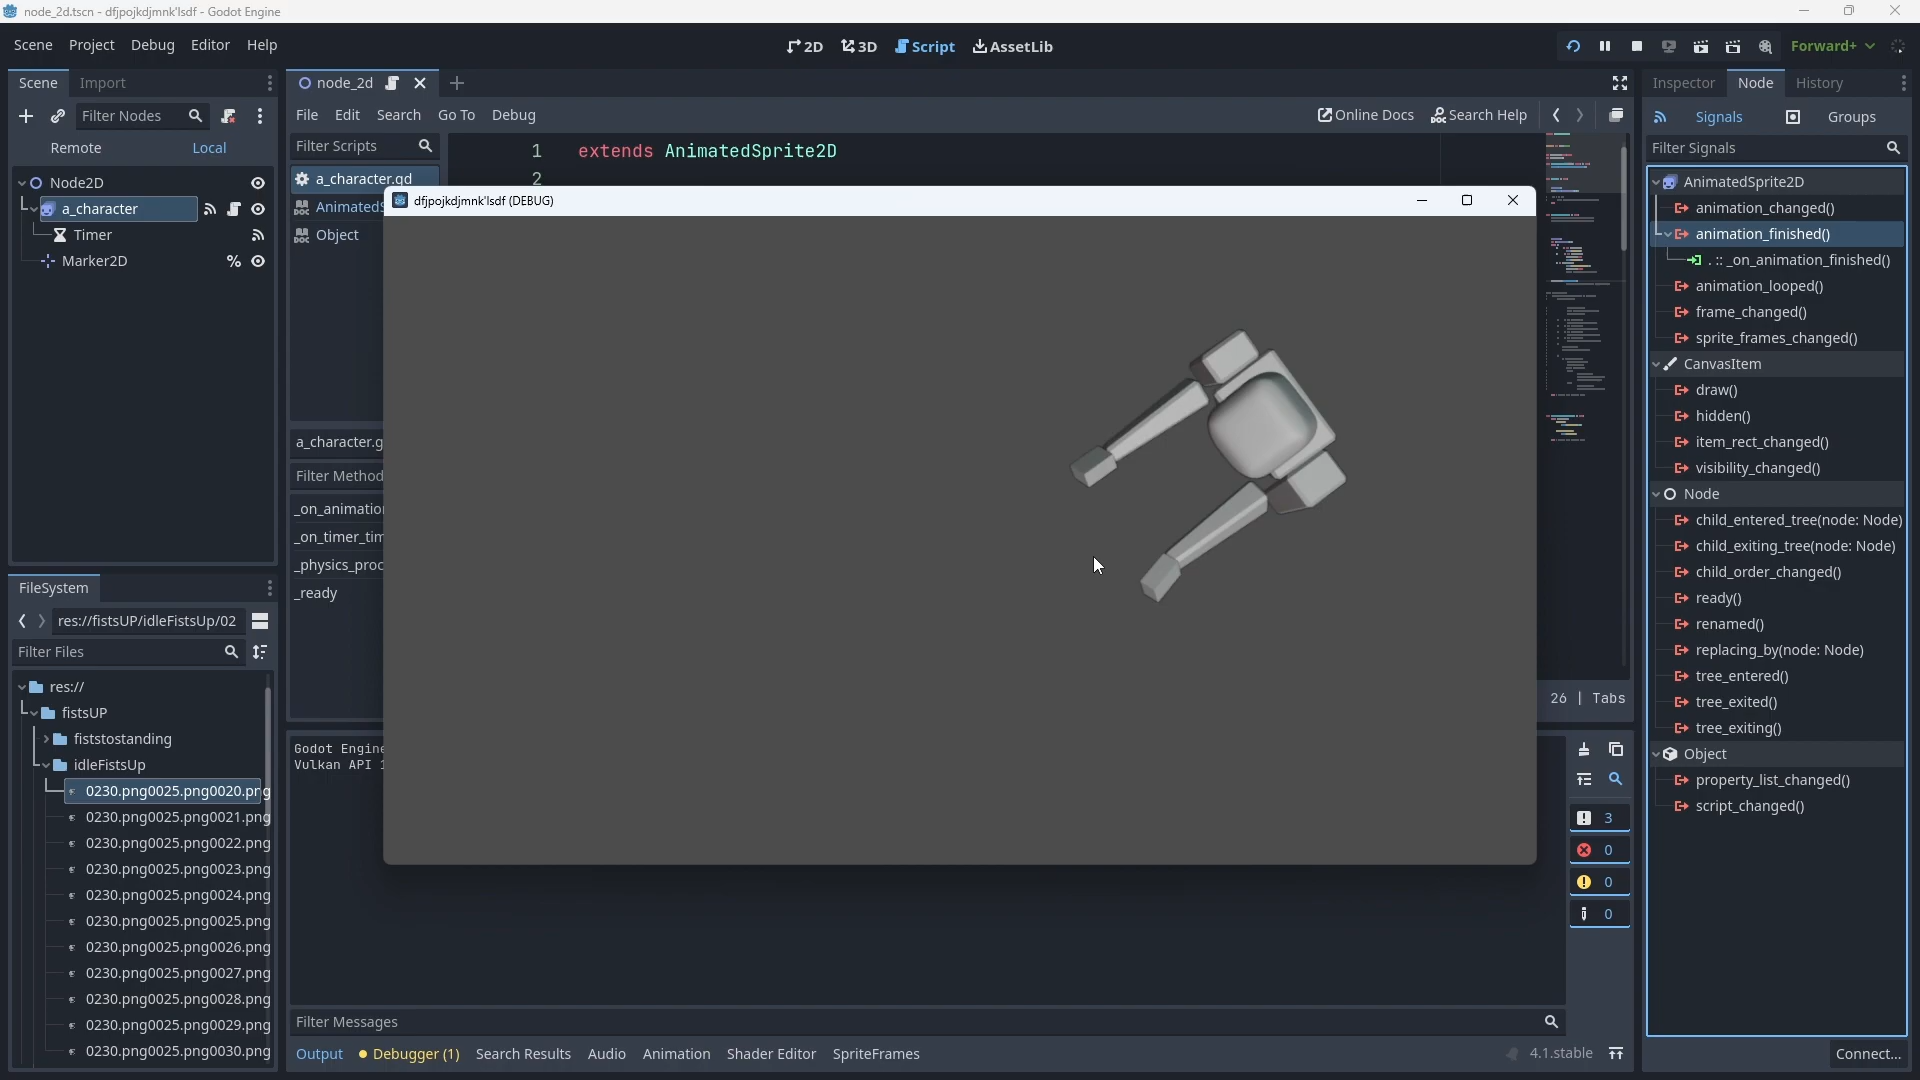 node_2d.tscn - dfjpojkdjmnk'lsdf - Godot Engine
Scene Project Debug Editor Help
2D 3D Script AssetLib
Forward+
Scene Import
node_2d
Inspector Node History
Filter Nodes
File Edit Search Go To Debug
Online Docs Search Help
Signals Groups
Remote Local
Filter Scripts
Filter Signals
1 extends AnimatedSprite2D
2
Node2D
a_character
Timer
Marker2D
%
a_character.gd
AnimatedS
Object
dfjpojkdjmnk'lsdf (DEBUG)
AnimatedSprite2D
animation_changed()
animation_finished()
. :: _on_animation_finished()
animation_looped()
frame_changed()
sprite_frames_changed()
CanvasItem
draw()
hidden()
item_rect_changed()
visibility_changed()
Node
child_entered_tree(node: Node)
child_exiting_tree(node: Node)
child_order_changed()
ready()
renamed()
replacing_by(node: Node)
tree_entered()
tree_exited()
tree_exiting()
Object
property_list_changed()
script_changed()
a_character.g
Filter Method
_on_animatio
_on_timer_tim
_physics_proc
_ready
26 | Tabs
FileSystem
res://fistsUP/idleFistsUp/02
Filter Files
res://
fistsUP
fiststostanding
idleFistsUp
0230.png0025.png0020.png
0230.png0025.png0021.png
0230.png0025.png0022.png
0230.png0025.png0023.png
0230.png0025.png0024.png
0230.png0025.png0025.png
0230.png0025.png0026.png
0230.png0025.png0027.png
0230.png0025.png0028.png
0230.png0025.png0029.png
0230.png0025.png0030.png
Godot Engine
Vulkan API 1
3
0
0
0
Filter Messages
Output Debugger (1) Search Results Audio Animation Shader Editor SpriteFrames
4.1.stable
Connect...